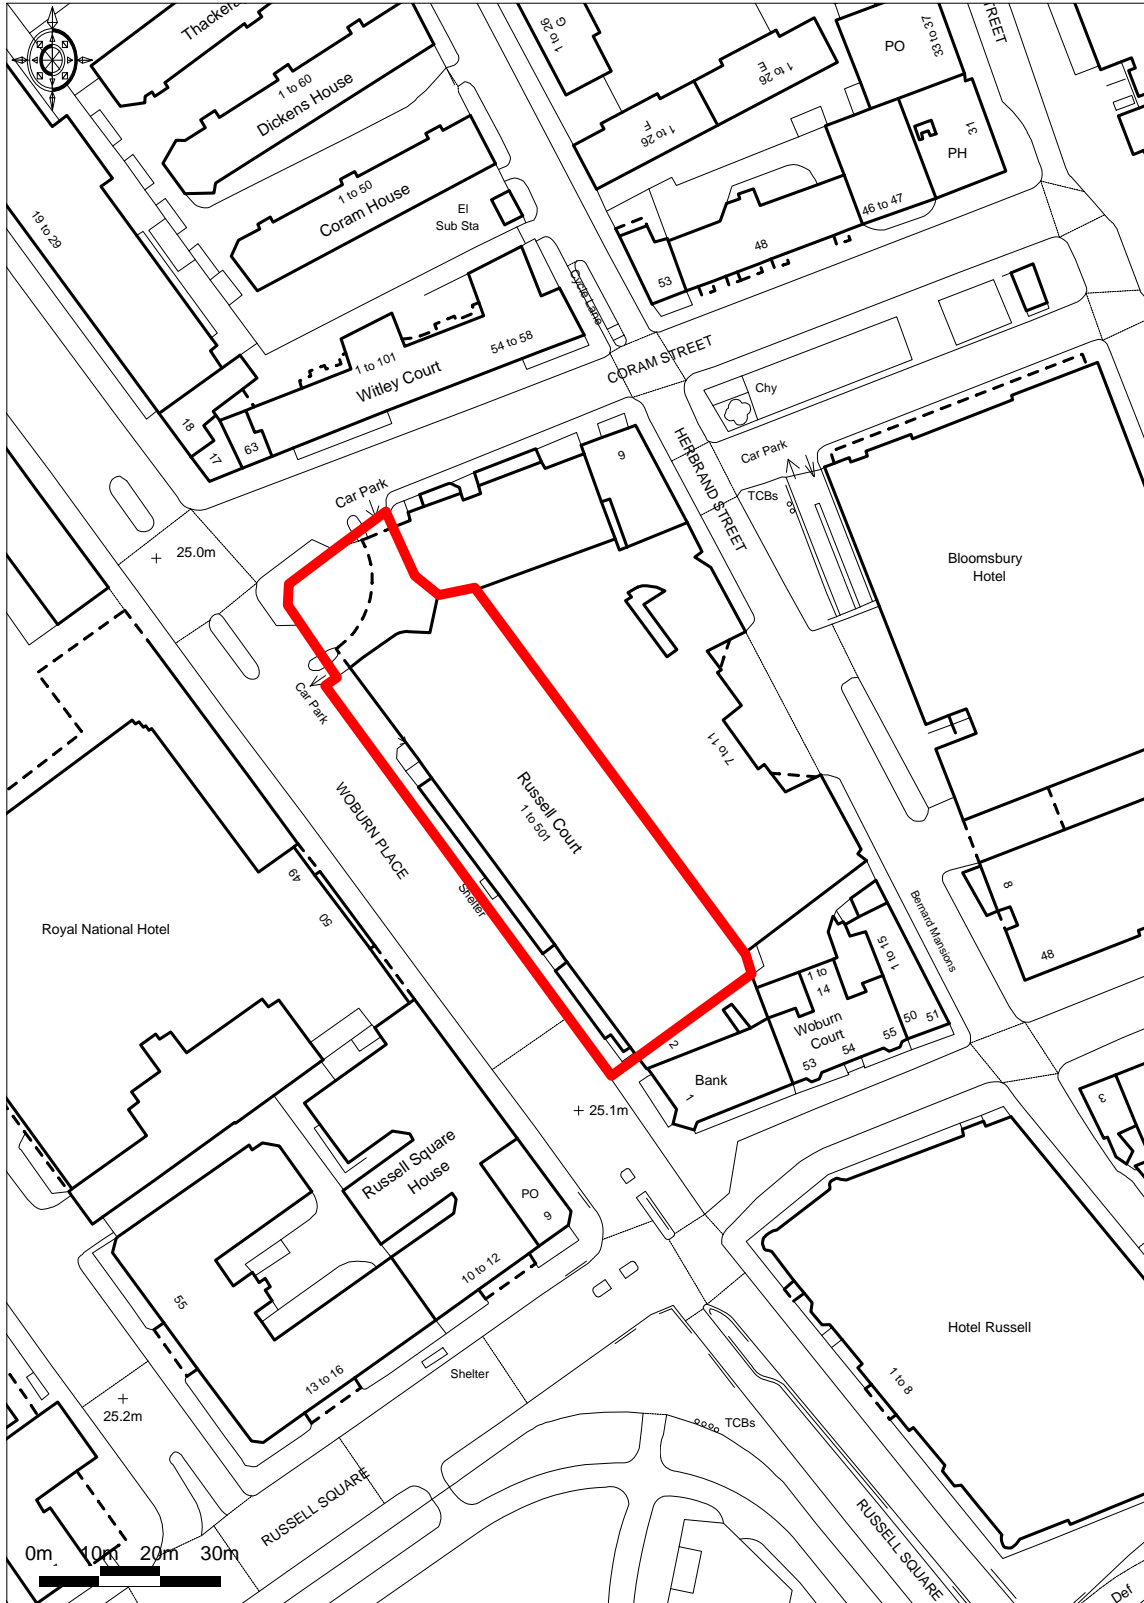 1 to 26
G
PO
33 to 37
STREET
1 to 60
Dickens House
1 to 26
E
1 to 26
F
31
PH
1 to 50
Coram House
El
Sub Sta
46 to 47
19 to 29
48
53
Cycle Lane
54 to 58
CORAM STREET
1 to 101
Witley Court
Chy
18
17
63
9
HERBRAND STREET
Car Park
Car Park
TCBs
25.0m
Bloomsbury
Hotel
Car Park
7 to 11
WOBURN PLACE
Russell Court
1 to 501
49
50
Shelter
Royal National Hotel
8
Bernard Mansions
1 to 15
48
1 to
14
Woburn
Court
50
51
55
54
53
2
Bank
1
25.1m
3
Russell Square
House
PO
9
10 to 12
55
Hotel Russell
13 to 16
Shelter
1 to 8
25.2m
TCBs
RUSSELL SQUARE
RUSSELL SQUARE
0m 10m 20m 30m
Def